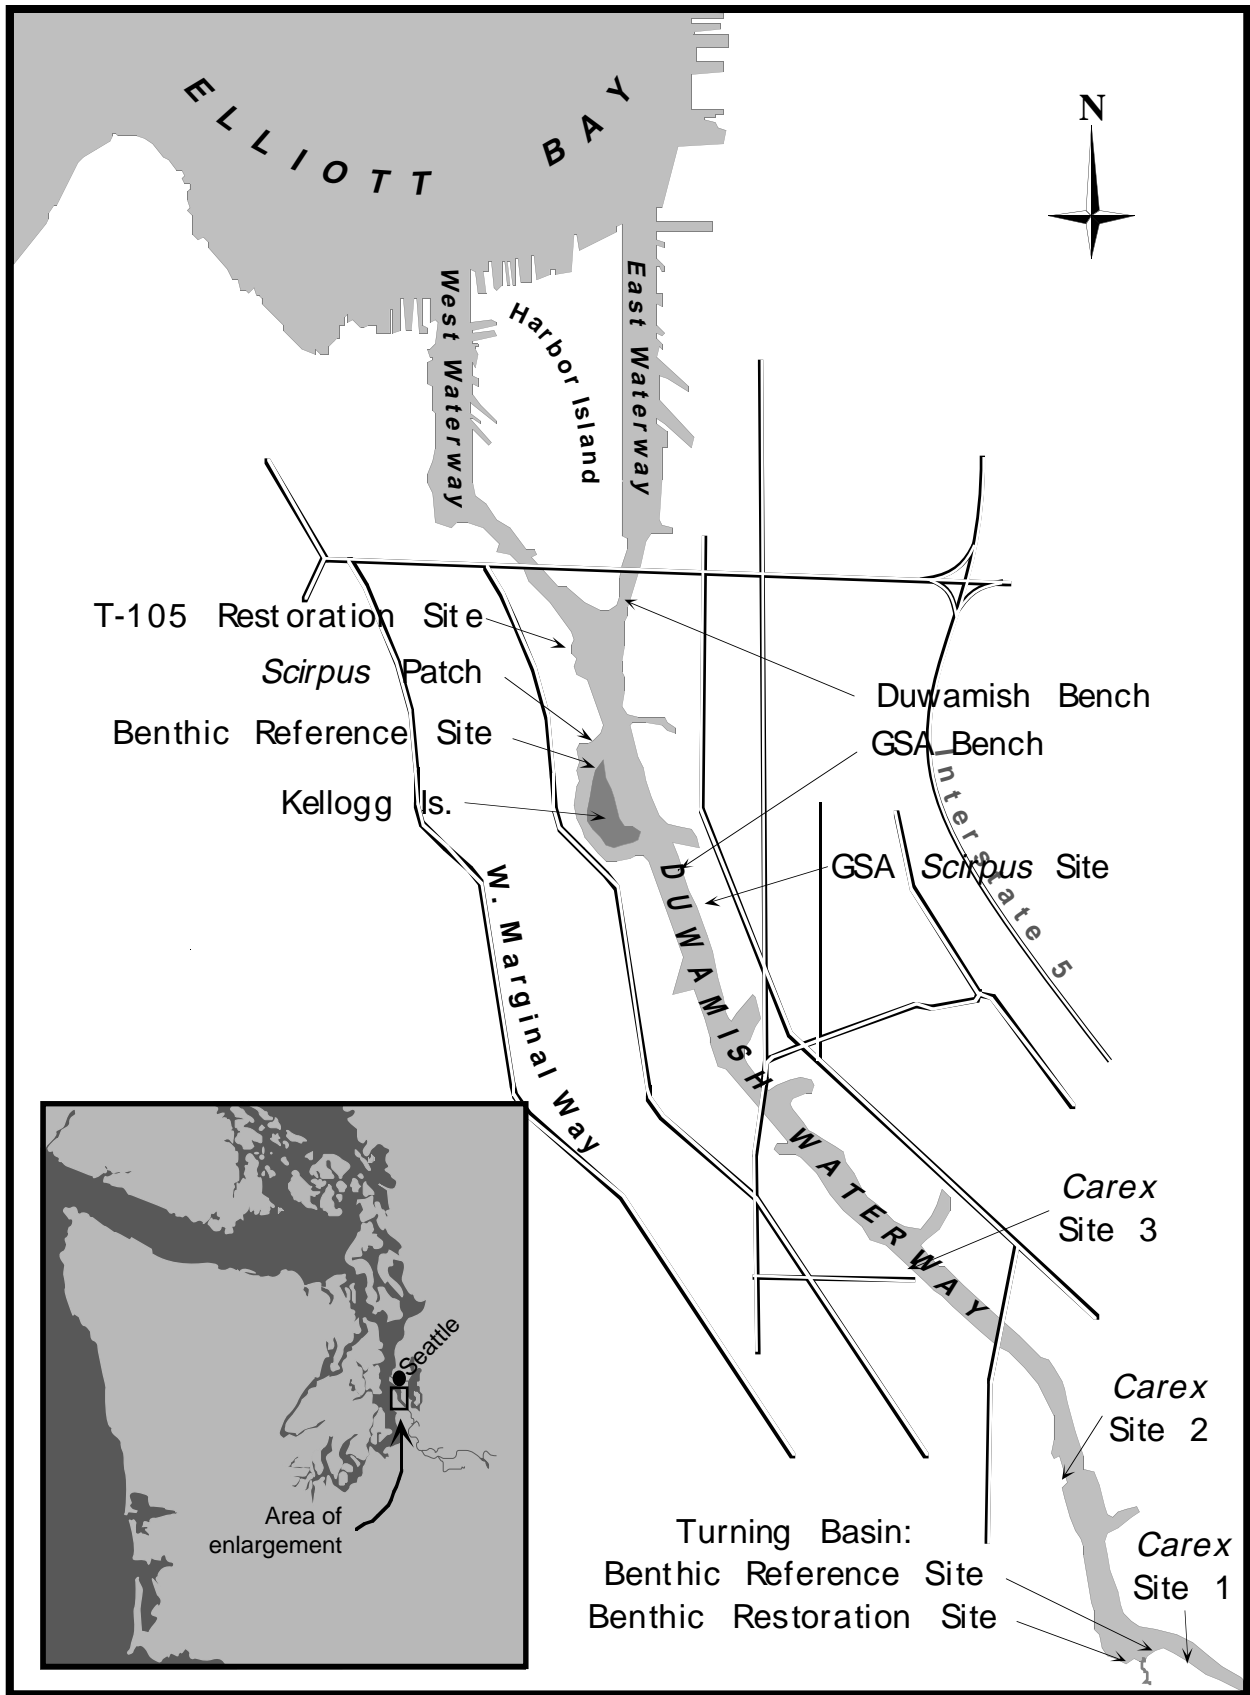 ELLIOTT BAY
N
West Waterway
East Waterway
Harbor Island
T-105 Restoration Site
Scirpus Patch
Benthic Reference Site
Kellogg Is.
Duwamish Bench
GSA Bench
Interstate 5
GSA Scirpus Site
W. Marginal Way
DUWAMISH WATERWAY
Carex
Site 3
Seattle
Area of
enlargement
Carex
Site 2
Turning Basin:
Benthic Reference Site
Benthic Restoration Site
Carex
Site 1